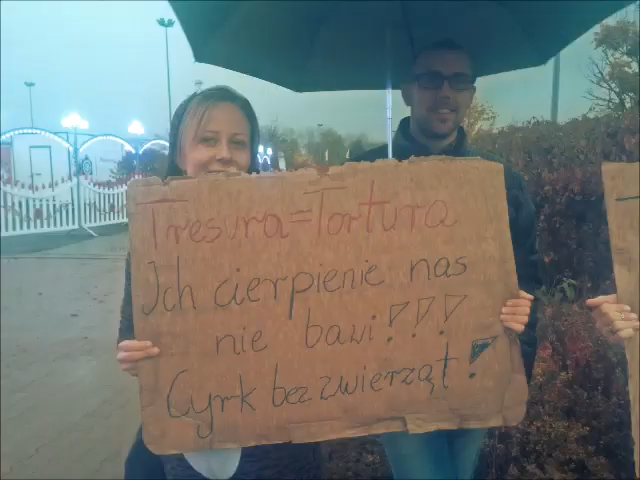 Tresura=Tortura
Ich cierpienie nas
nie bawi!!!
Cyrk bez zwierząt!